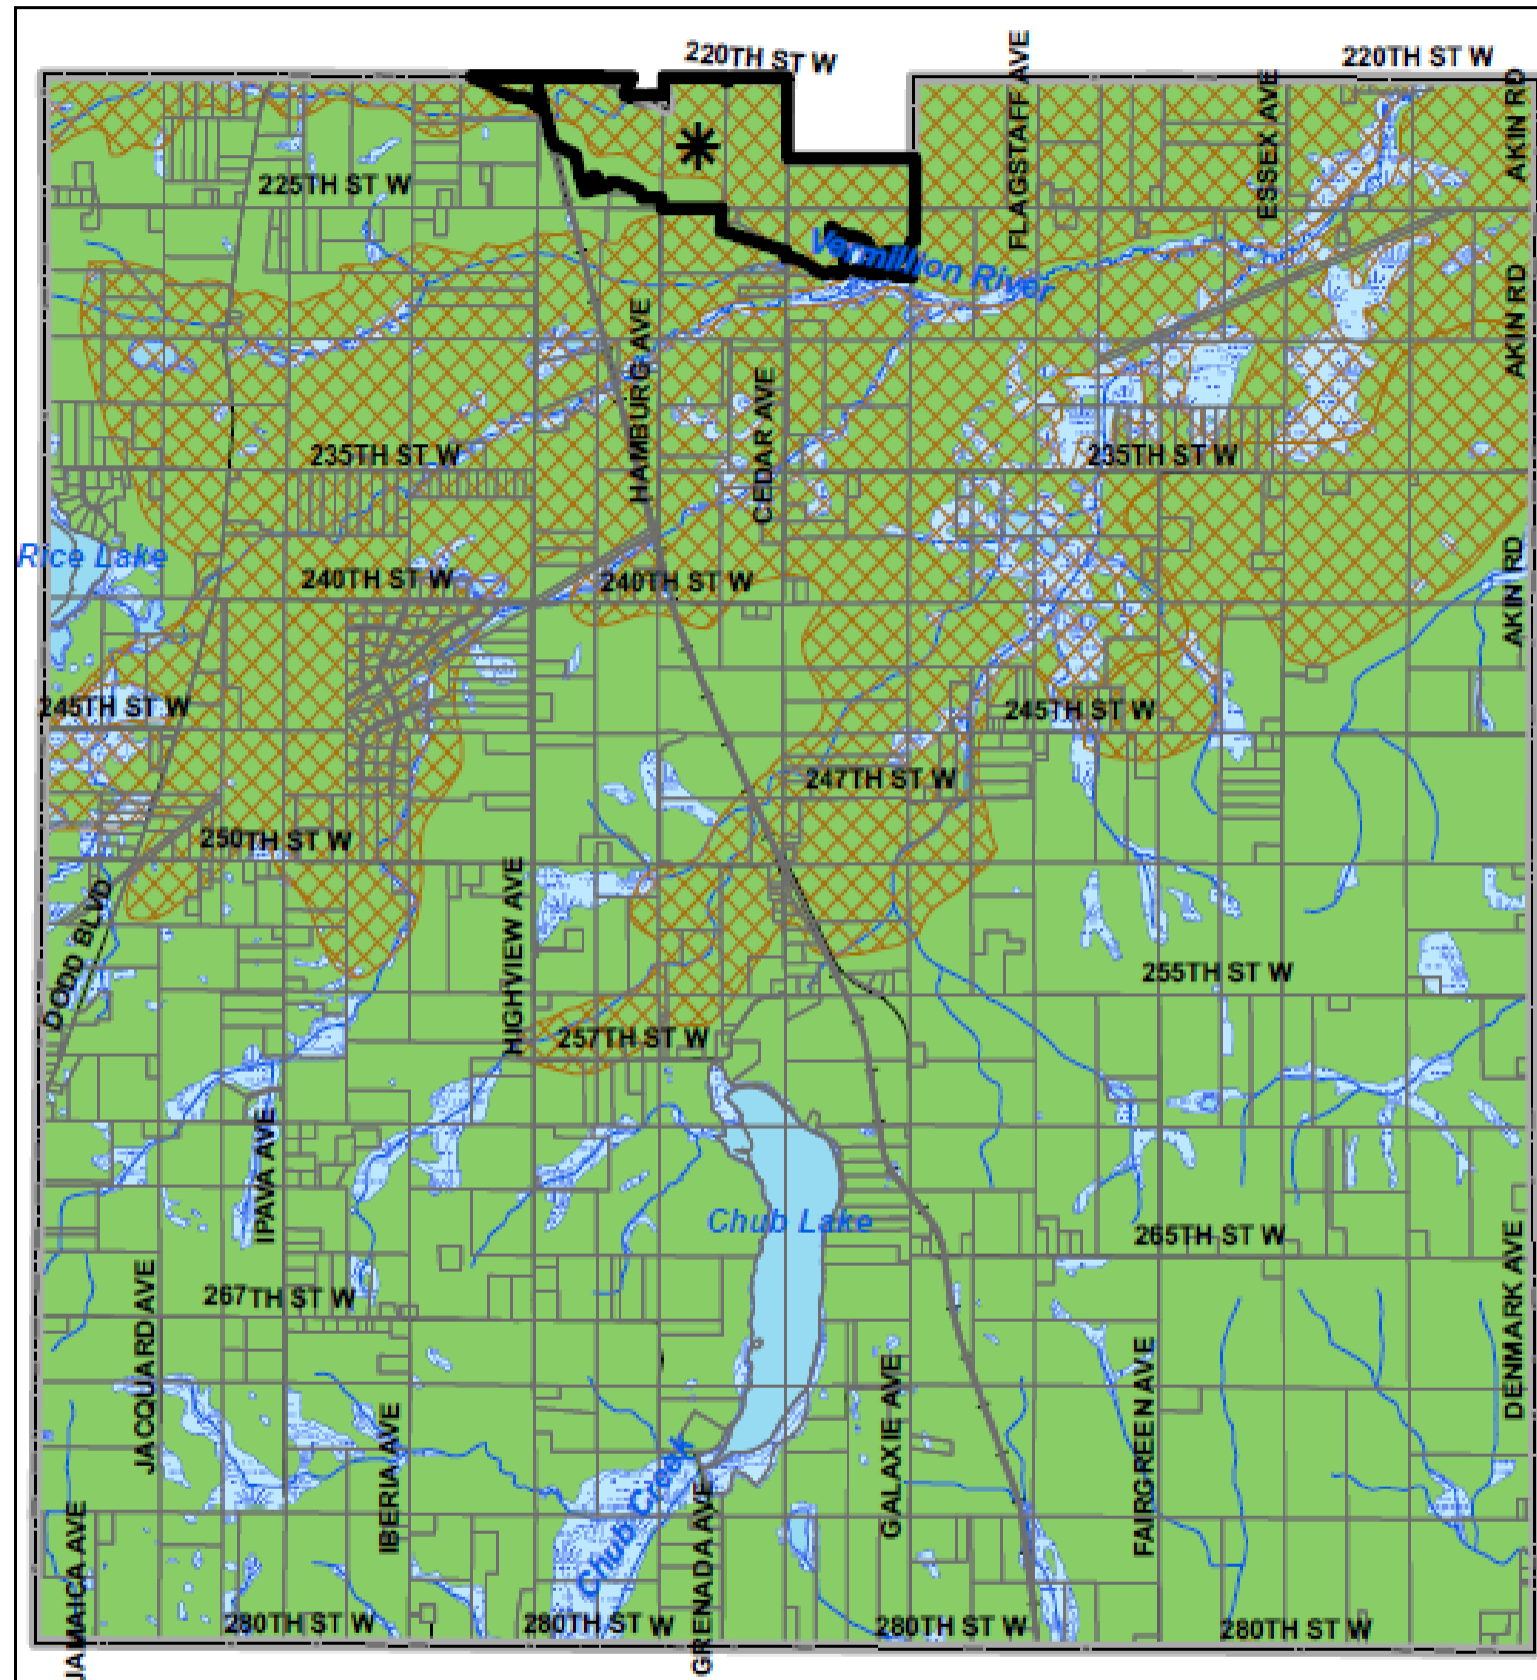 220TH ST W
220TH ST W
FLAGSTAFF AVE
ESSEX AVE
AKIN RD
225TH ST W
Vermillion River
HAMBURG AVE
AKIN RD
CEDAR AVE
235TH ST W
235TH ST W
Rice Lake
240TH ST W
240TH ST W
AKIN RD
245TH ST W
245TH ST W
247TH ST W
250TH ST W
DODD BLVD
HIGHVIEW AVE
255TH ST W
257TH ST W
IPAVA AVE
Chub Lake
265TH ST W
267TH ST W
JACQUARD AVE
DENMARK AVE
IBERIA AVE
GALAXIE AVE
FAIRGREEN AVE
Chub Creek
JAMAICA AVE
GRENADA AVE
280TH ST W
280TH ST W
280TH ST W
280TH ST W